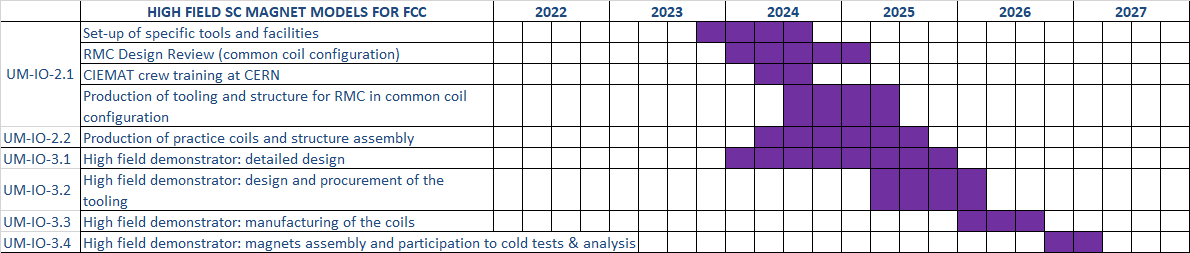 HIGH FIELD SC MAGNET MODELS FOR FCC 2022 2023 2024 2025 2026 2027
UM-IO-2.1
Set-up of specific tools and facilities
RMC Design Review (common coil configuration)
CIEMAT crew training at CERN
Production of tooling and structure for RMC in common coil
configuration
UM-IO-2.2 Production of practice coils and structure assembly
UM-IO-3.1 High field demonstrator: detailed design
UM-IO-3.2 High field demonstrator: design and procurement of the
tooling
UM-IO-3.3 High field demonstrator: manufacturing of the coils
UM-IO-3.4 High field demonstrator: magnets assembly and participation to cold tests & analysis